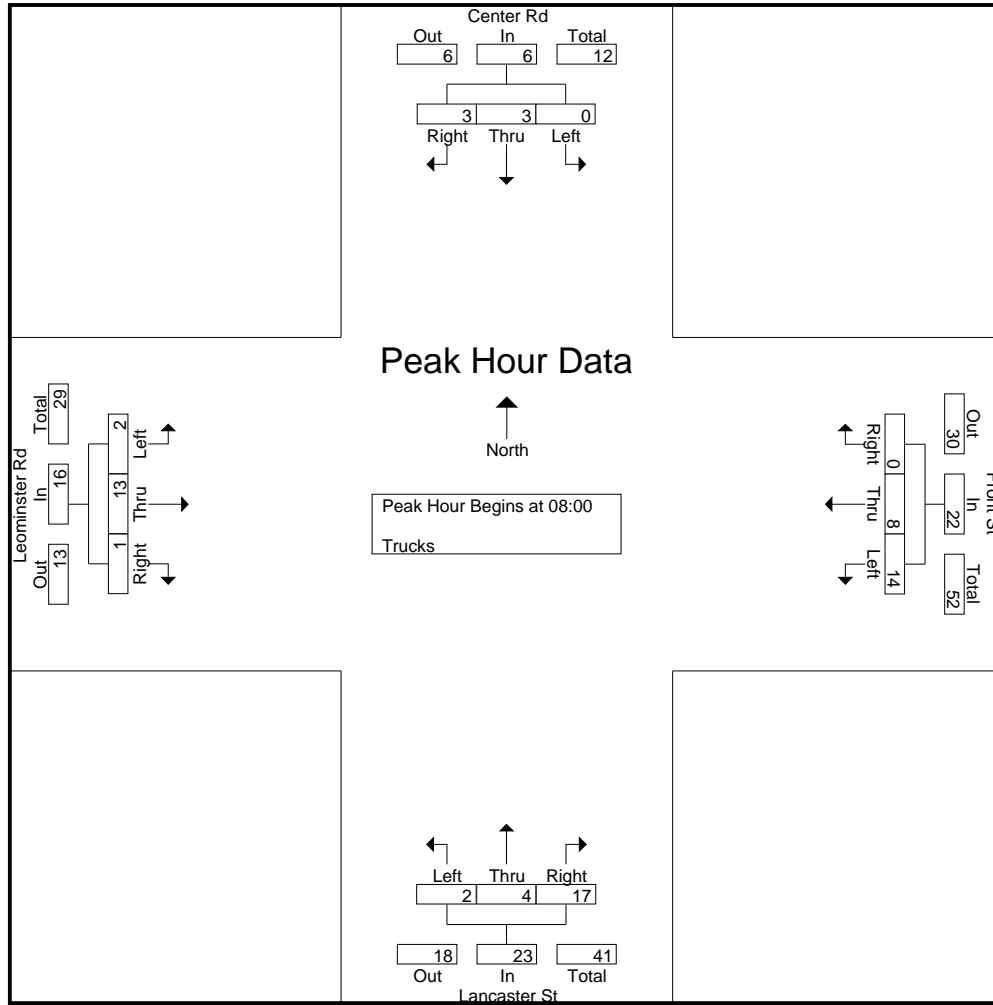 Center Rd
Out In Total
6 6 12
3 3 0
Right Thru Left
Peak Hour Data
North
Peak Hour Begins at 08:00
Trucks
Leominster Rd
Total In Out
29 16 13
2 13 1
Left Thru Right
Front St
Out In Total
30 22 52
0 8 14
Right Thru Left
Left Thru Right
2 4 17
18 23 41
Out In Total
Lancaster St